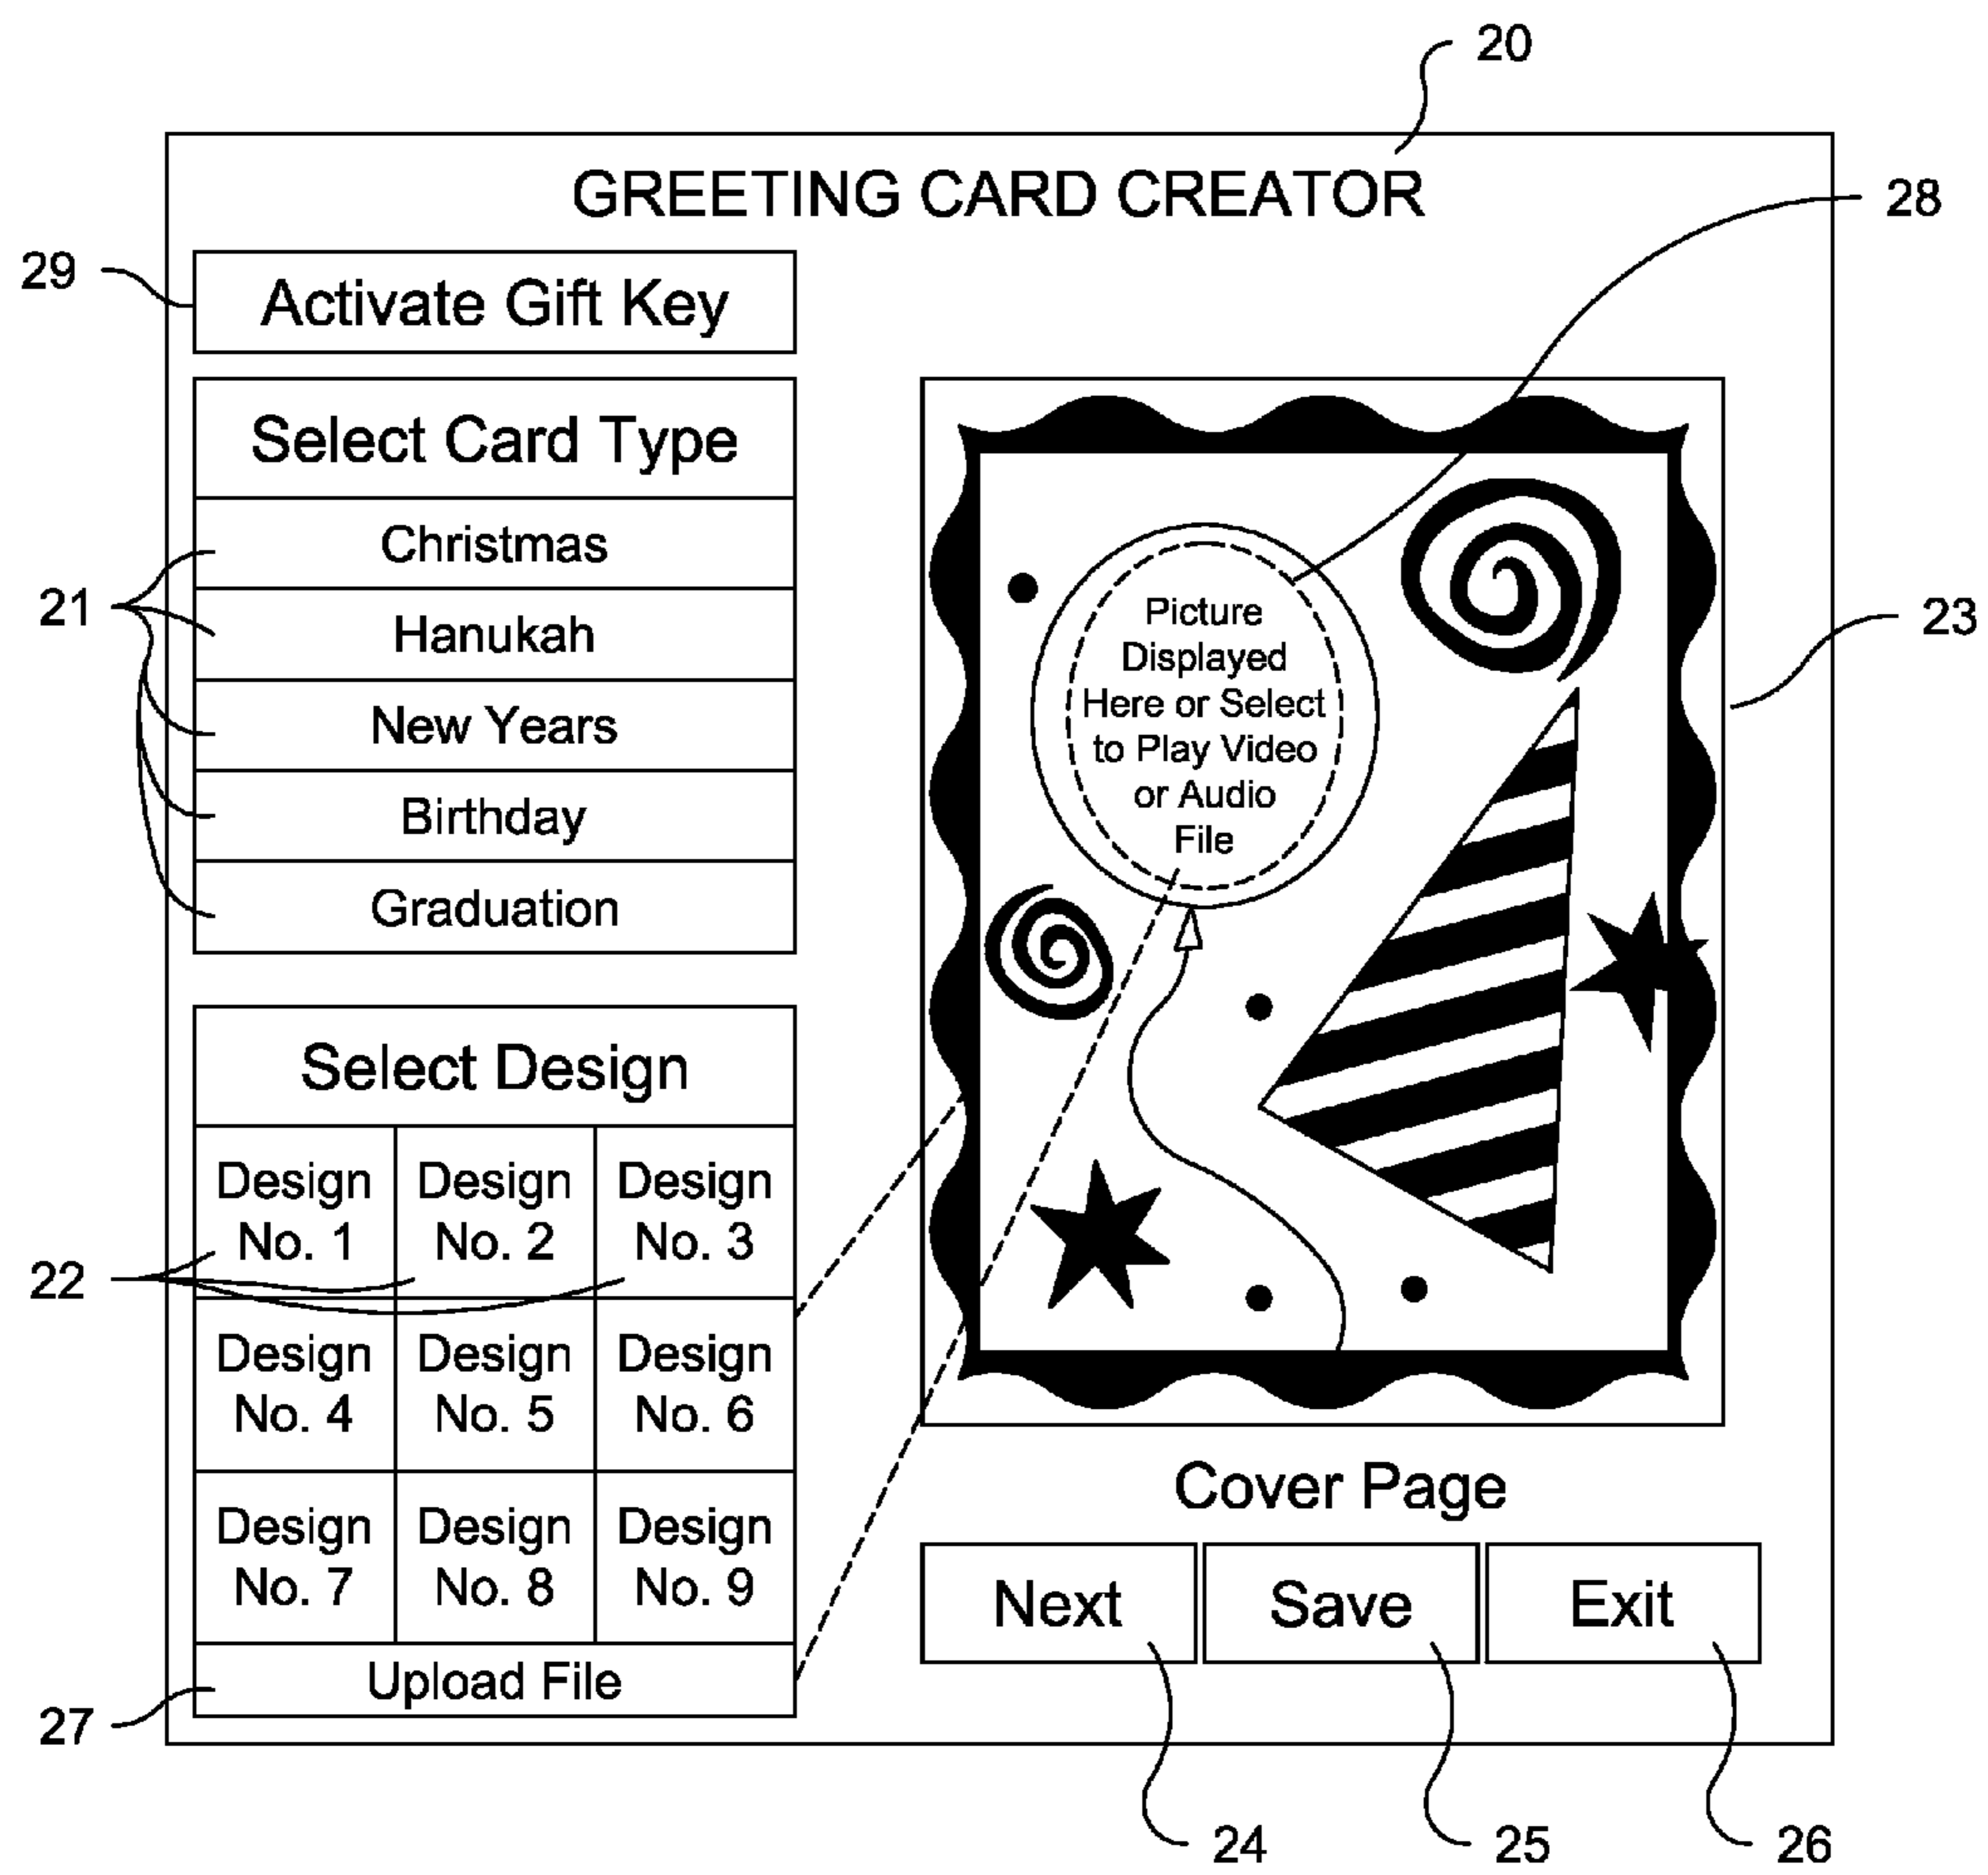 20
GREETING CARD CREATOR
28
29
Activate Gift Key
Select Card Type
Christmas
21
Hanukah
New Years
Birthday
Graduation
Picture
Displayed
Here or Select
to Play Video
or Audio
File
23
Select Design
Design
No. 1
Design
No. 2
Design
No. 3
22
Design
No. 4
Design
No. 5
Design
No. 6
Design
No. 7
Design
No. 8
Design
No. 9
Upload File
27
Cover Page
Next
Save
Exit
24
25
26